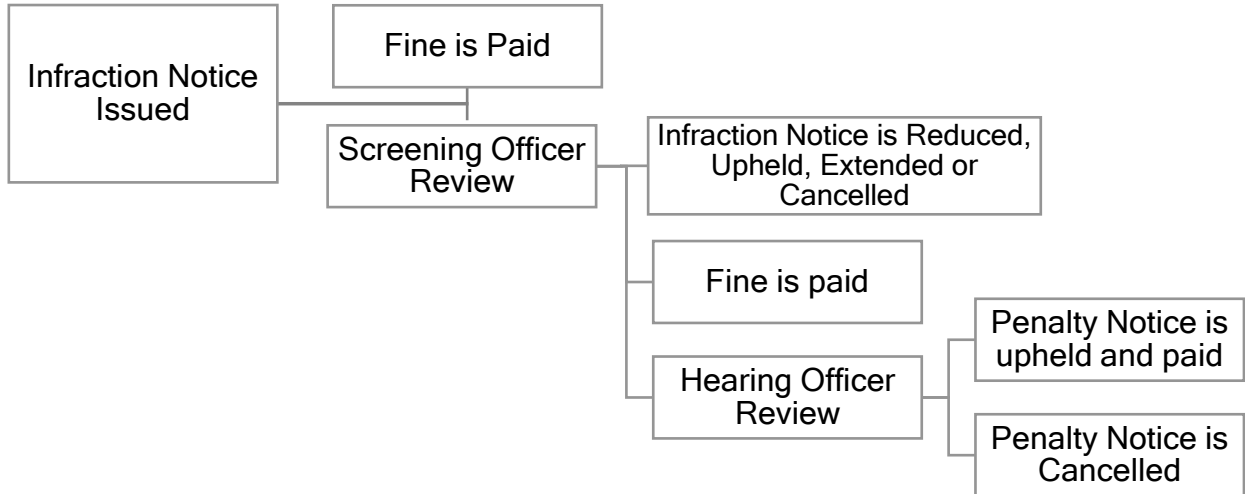 Infraction Notice
Issued
Fine is Paid
Screening Officer
Review
Infraction Notice is Reduced,
Upheld, Extended or
Cancelled
Fine is paid
Hearing Officer
Review
Penalty Notice is
upheld and paid
Penalty Notice is
Cancelled